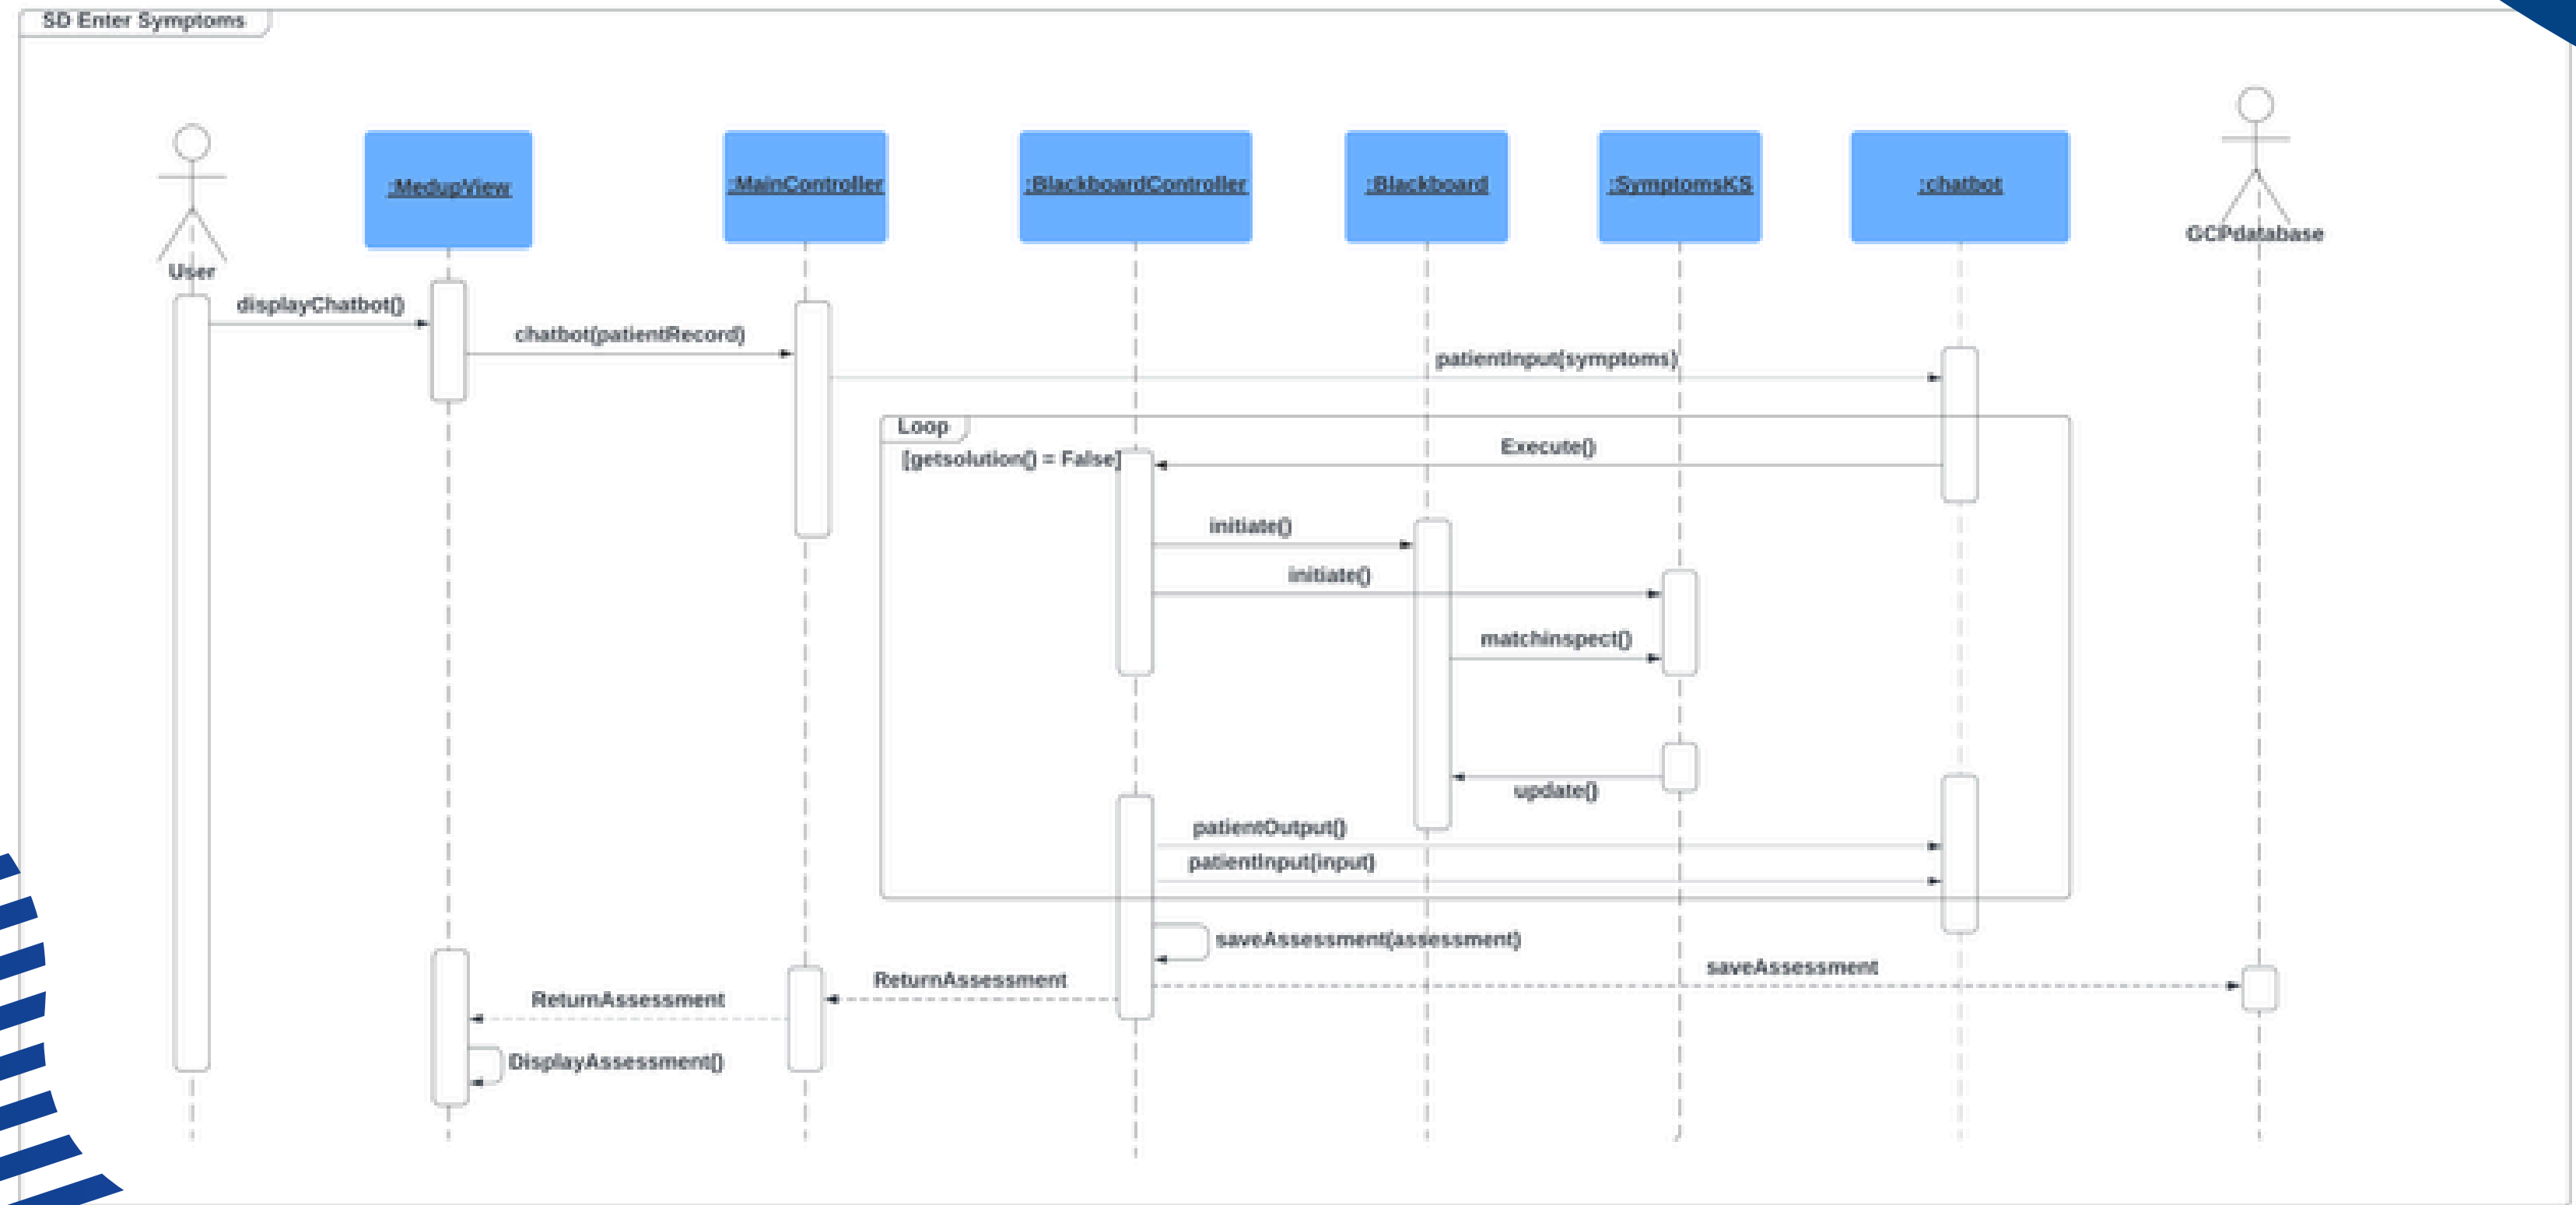 SD Enter Symptoms
:MedupView
:MainController
:BlackboardController
:Blackboard
:SymptomsKS
:chatbot
GCPdatabase
User
displayChatbot()
chatbot(patientRecord)
patientInput(symptoms)
Loop
[getsolution() = False]
Execute()
initiate()
initiate()
matchinspect()
update()
patientOutput()
patientInput(input)
saveAssessment(assessment)
saveAssessment
ReturnAssessment
ReturnAssessment
DisplayAssessment()